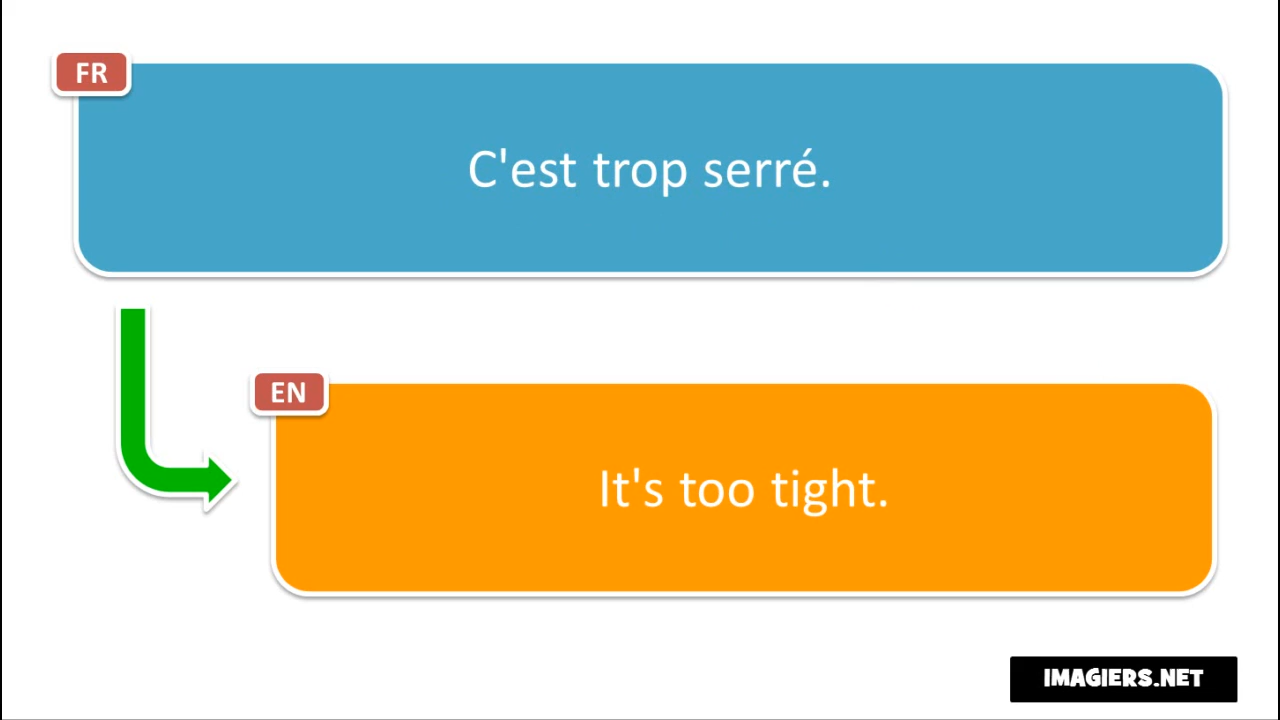 FR
C'est trop serré.
EN
It's too tight.
IMAGIERS.NET